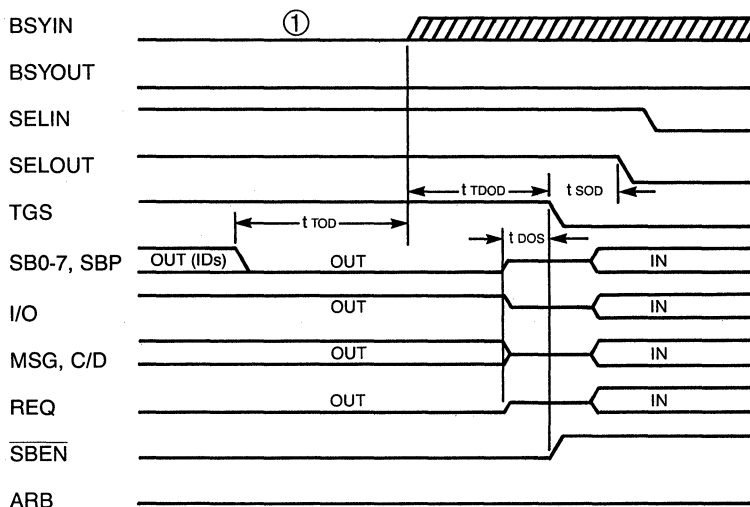 BSYIN ①
BSYOUT
SELIN
SELOUT
t TDOD t SOD
TGS
t TOD
t DOS
SB0-7, SBP OUT (IDs) OUT IN
I/O OUT IN
MSG, C/D OUT IN
REQ OUT IN
SBEN
ARB